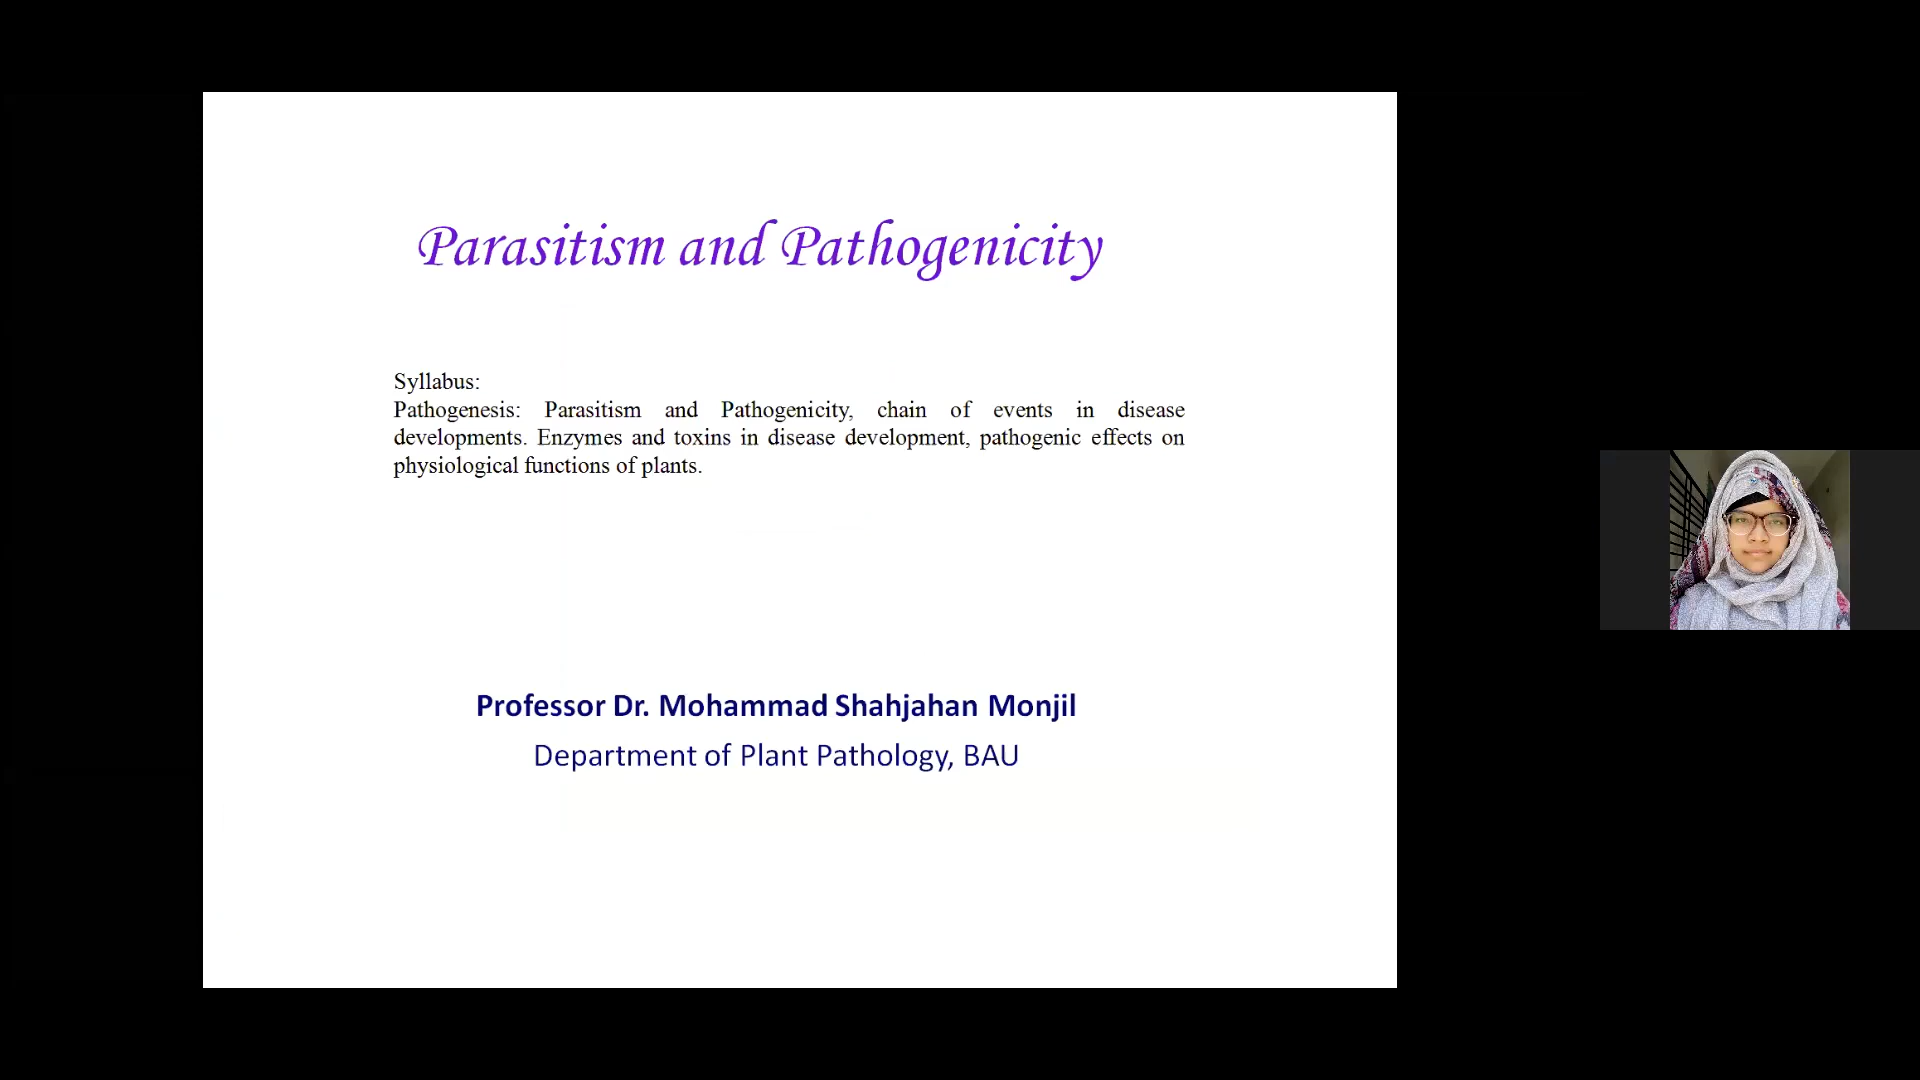 Parasitism and Pathogenicity
Syllabus:
Pathogenesis: Parasitism and Pathogenicity, chain of events in disease
developments. Enzymes and toxins in disease development, pathogenic effects on
physiological functions of plants.
Professor Dr. Mohammad Shahjahan Monjil
Department of Plant Pathology, BAU